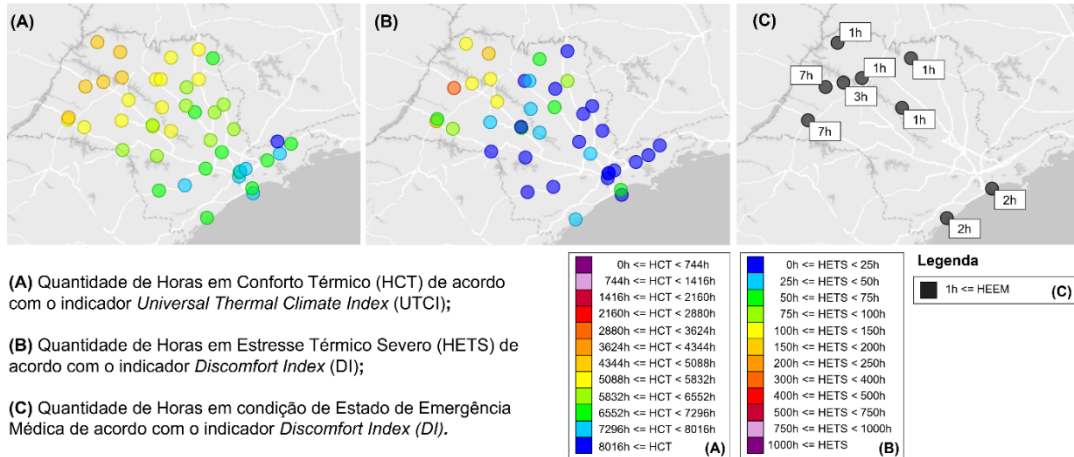 (A)
(B)
(C)
1h
1h
1h
7h
3h
1h
7h
2h
2h
(A) Quantidade de Horas em Conforto Térmico (HCT) de acordo
com o indicador Universal Thermal Climate Index (UTCI);
(B) Quantidade de Horas em Estresse Térmico Severo (HETS) de
acordo com o indicador Discomfort Index (DI);
(C) Quantidade de Horas em condição de Estado de Emergência
Médica de acordo com o indicador Discomfort Index (DI).
0h <= HCT < 744h
744h <= HCT < 1416h
1416h <= HCT < 2160h
2160h <= HCT < 2880h
2880h <= HCT < 3624h
3624h <= HCT < 4344h
4344h <= HCT < 5088h
5088h <= HCT < 5832h
5832h <= HCT < 6552h
6552h <= HCT < 7296h
7296h <= HCT < 8016h
8016h <= HCT
(A)
0h <= HETS < 25h
25h <= HETS < 50h
50h <= HETS < 75h
75h <= HETS < 100h
100h <= HETS < 150h
150h <= HETS < 200h
200h <= HETS < 250h
300h <= HETS < 400h
400h <= HETS < 500h
500h <= HETS < 750h
750h <= HETS < 1000h
1000h <= HETS
(B)
Legenda
1h <= HEEM
(C)